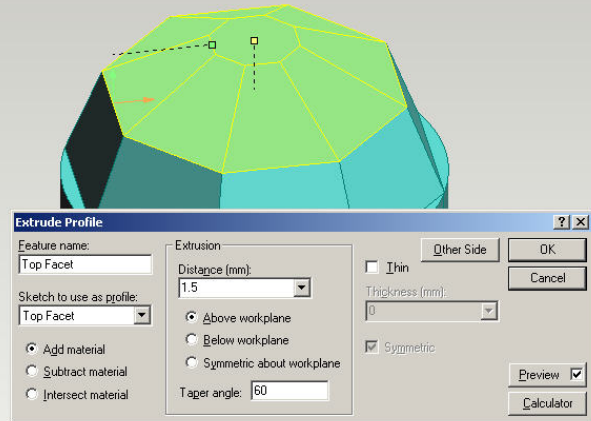 Extrude Profile
Feature name:
Top Facet
Sketch to use as profile:
Top Facet
Add material
Subtract material
Intersect material
Extrusion
Distance (mm):
1.5
Above workplane
Below workplane
Symmetric about workplane
Taper angle: 60
Other Side
Thin
Thickness (mm):
0
Symmetric
OK
Cancel
Preview
Calculator